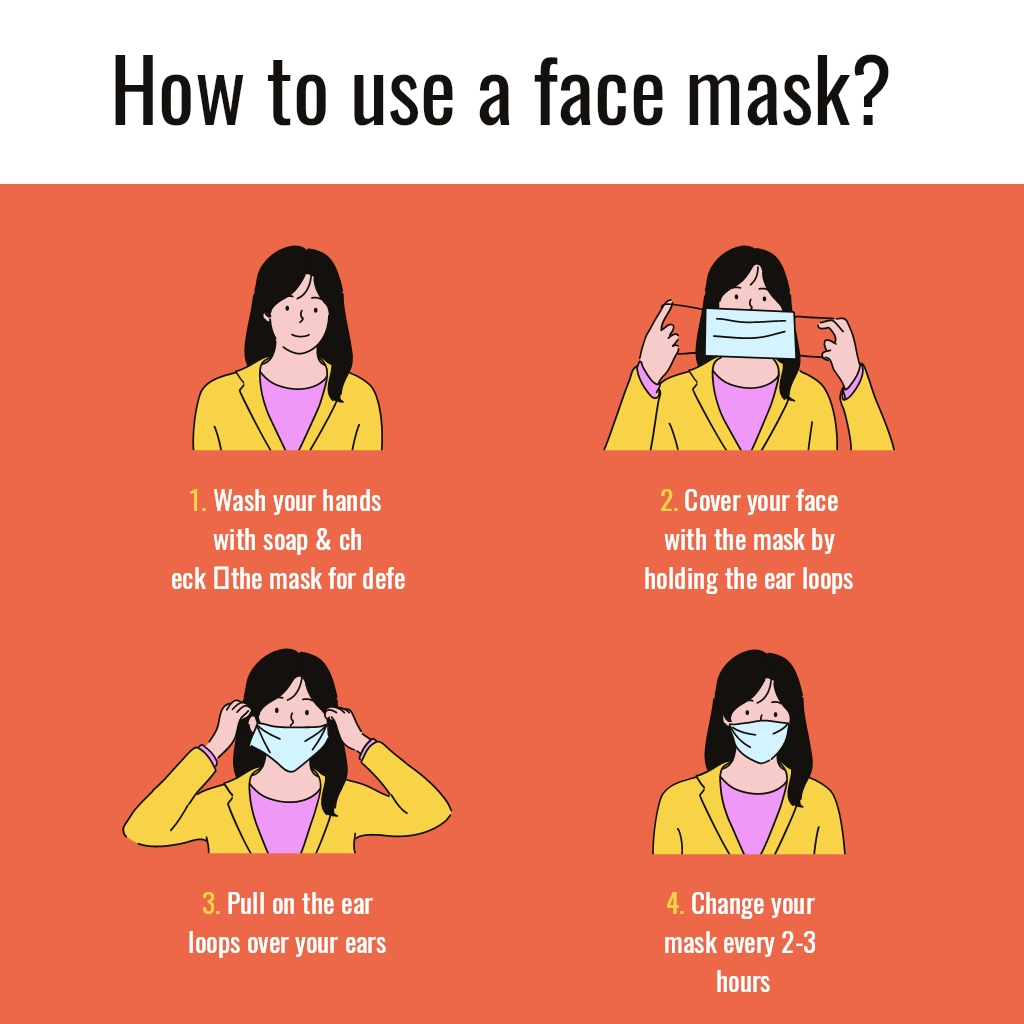 How to use a face mask?
1. Wash your hands
with soap & ch
eck □the mask for defe
2. Cover your face
with the mask by
holding the ear loops
3. Pull on the ear
loops over your ears
4. Change your
mask every 2-3
hours